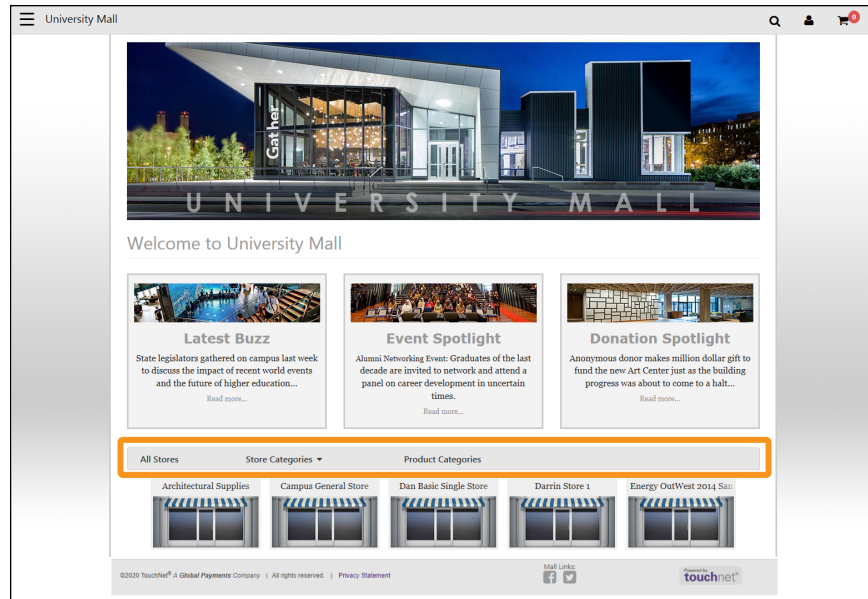 University Mall
0
Gather
UNIVERSITY MALL
Welcome to University Mall
Latest Buzz
State legislators gathered on campus last week
to discuss the impact of recent world events
and the future of higher education...
Read more...
Event Spotlight
Alumni Networking Event: Graduates of the last
decade are invited to network and attend a
panel on career development in uncertain
times.
Read more...
Donation Spotlight
Anonymous donor makes million dollar gift to
fund the new Art Center just as the building
progress was about to come to a halt...
Read more...
All Stores Store Categories Product Categories
Architectural Supplies Campus General Store Dan Basic Single Store Darrin Store 1 Energy OutWest 2014 San
Mall Links:
©2020 TouchNet® A Global Payments Company | All rights reserved. | Privacy Statement
Powered by
touchnet®